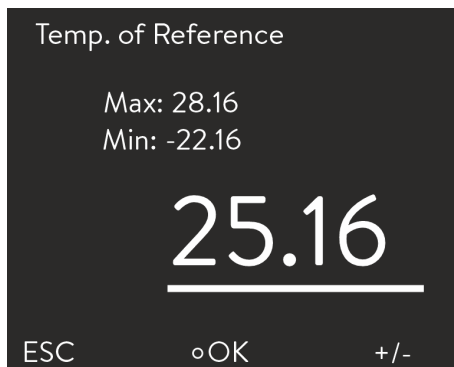 Temp. of Reference
Max: 28.16
Min: -22.16
25.16
ESC ○OK +/-